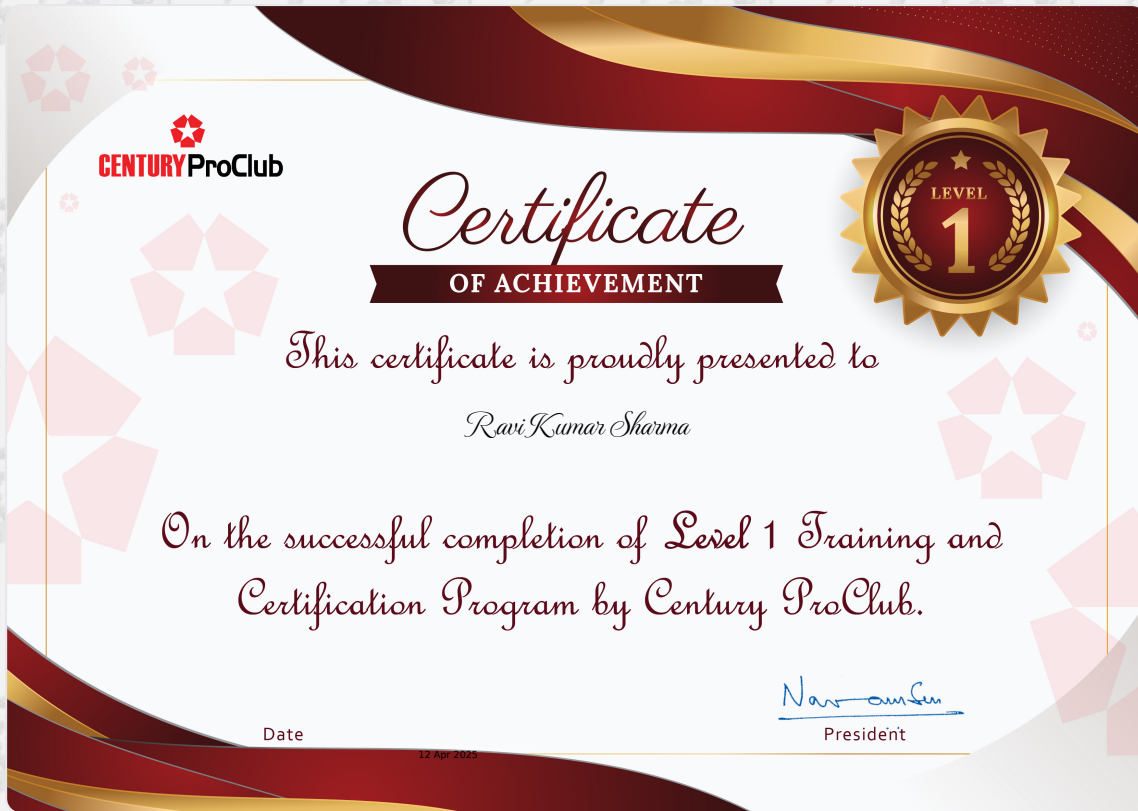 CENTURY ProClub
LEVEL
1
Certificate
OF ACHIEVEMENT
This certificate is proudly presented to
Ravi Kumar Sharma
On the successful completion of Level 1 Training and
Certification Program by Century ProClub.
Date
12 Apr 2025
President